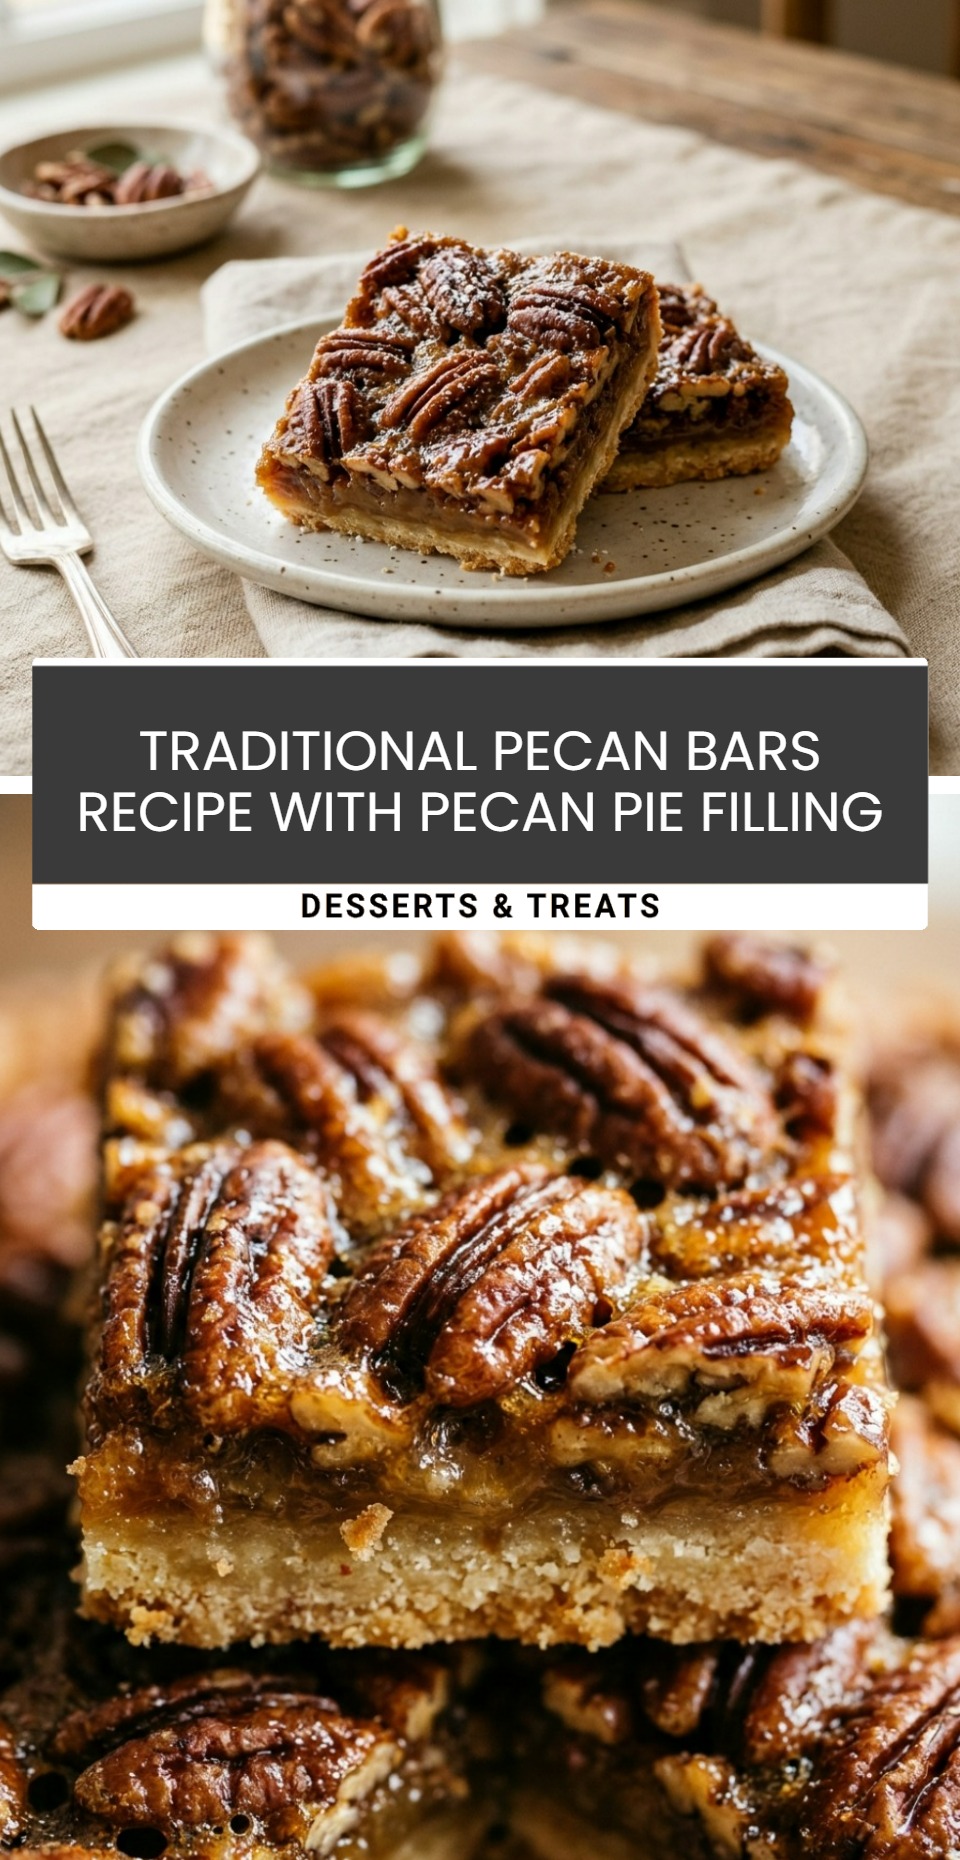 TRADITIONAL PECAN BARS
RECIPE WITH PECAN PIE FILLING
DESSERTS & TREATS